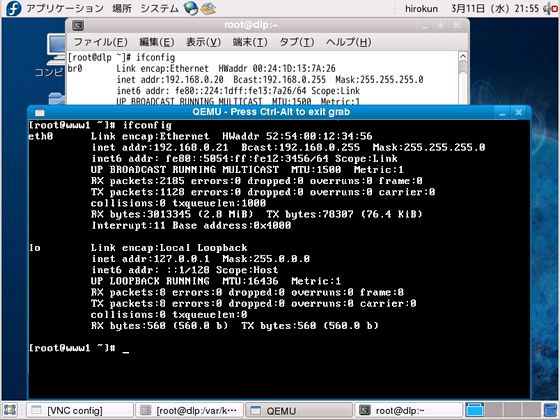 アプリケーション 場所 システム hirokun 3月11日 (水) 21:55
root@dlp:~
ファイル(F) 編集(E) 表示(V) 端末(T) タブ(T) ヘルプ(H)
[root@dlp ~]# ifconfig
br0 Link encap:Ethernet HWaddr 00:24:1D:13:7A:26
inet addr:192.168.0.20 Bcast:192.168.0.255 Mask:255.255.255.0
inet6 addr: fe80::224:1dff:fe13:7a26/64 Scope:Link
UP BROADCAST RUNNING MULTICAST MTU:1500 Metric:1
コンピ
QEMU - Press Ctrl-Alt to exit grab
[root@www1 ~]# ifconfig
eth0 Link encap:Ethernet HWaddr 52:54:00:12:34:56
inet addr:192.168.0.21 Bcast:192.168.0.255 Mask:255.255.255.0
inet6 addr: fe80::5054:ff:fe12:3456/64 Scope:Link
UP BROADCAST RUNNING MULTICAST MTU:1500 Metric:1
RX packets:2185 errors:0 dropped:0 overruns:0 frame:0
TX packets:1128 errors:0 dropped:0 overruns:0 carrier:0
collisions:0 txqueuelen:1000
RX bytes:3013345 (2.8 MiB) TX bytes:78307 (76.4 KiB)
Interrupt:11 Base address:0x4000
lo Link encap:Local Loopback
inet addr:127.0.0.1 Mask:255.0.0.0
inet6 addr: ::1/128 Scope:Host
UP LOOPBACK RUNNING MTU:16436 Metric:1
RX packets:8 errors:0 dropped:0 overruns:0 frame:0
TX packets:8 errors:0 dropped:0 overruns:0 carrier:0
collisions:0 txqueuelen:0
RX bytes:560 (560.0 b) TX bytes:560 (560.0 b)
[root@www1 ~]# _
[VNC config] [root@dlp:/var/k… QEMU root@dlp:~